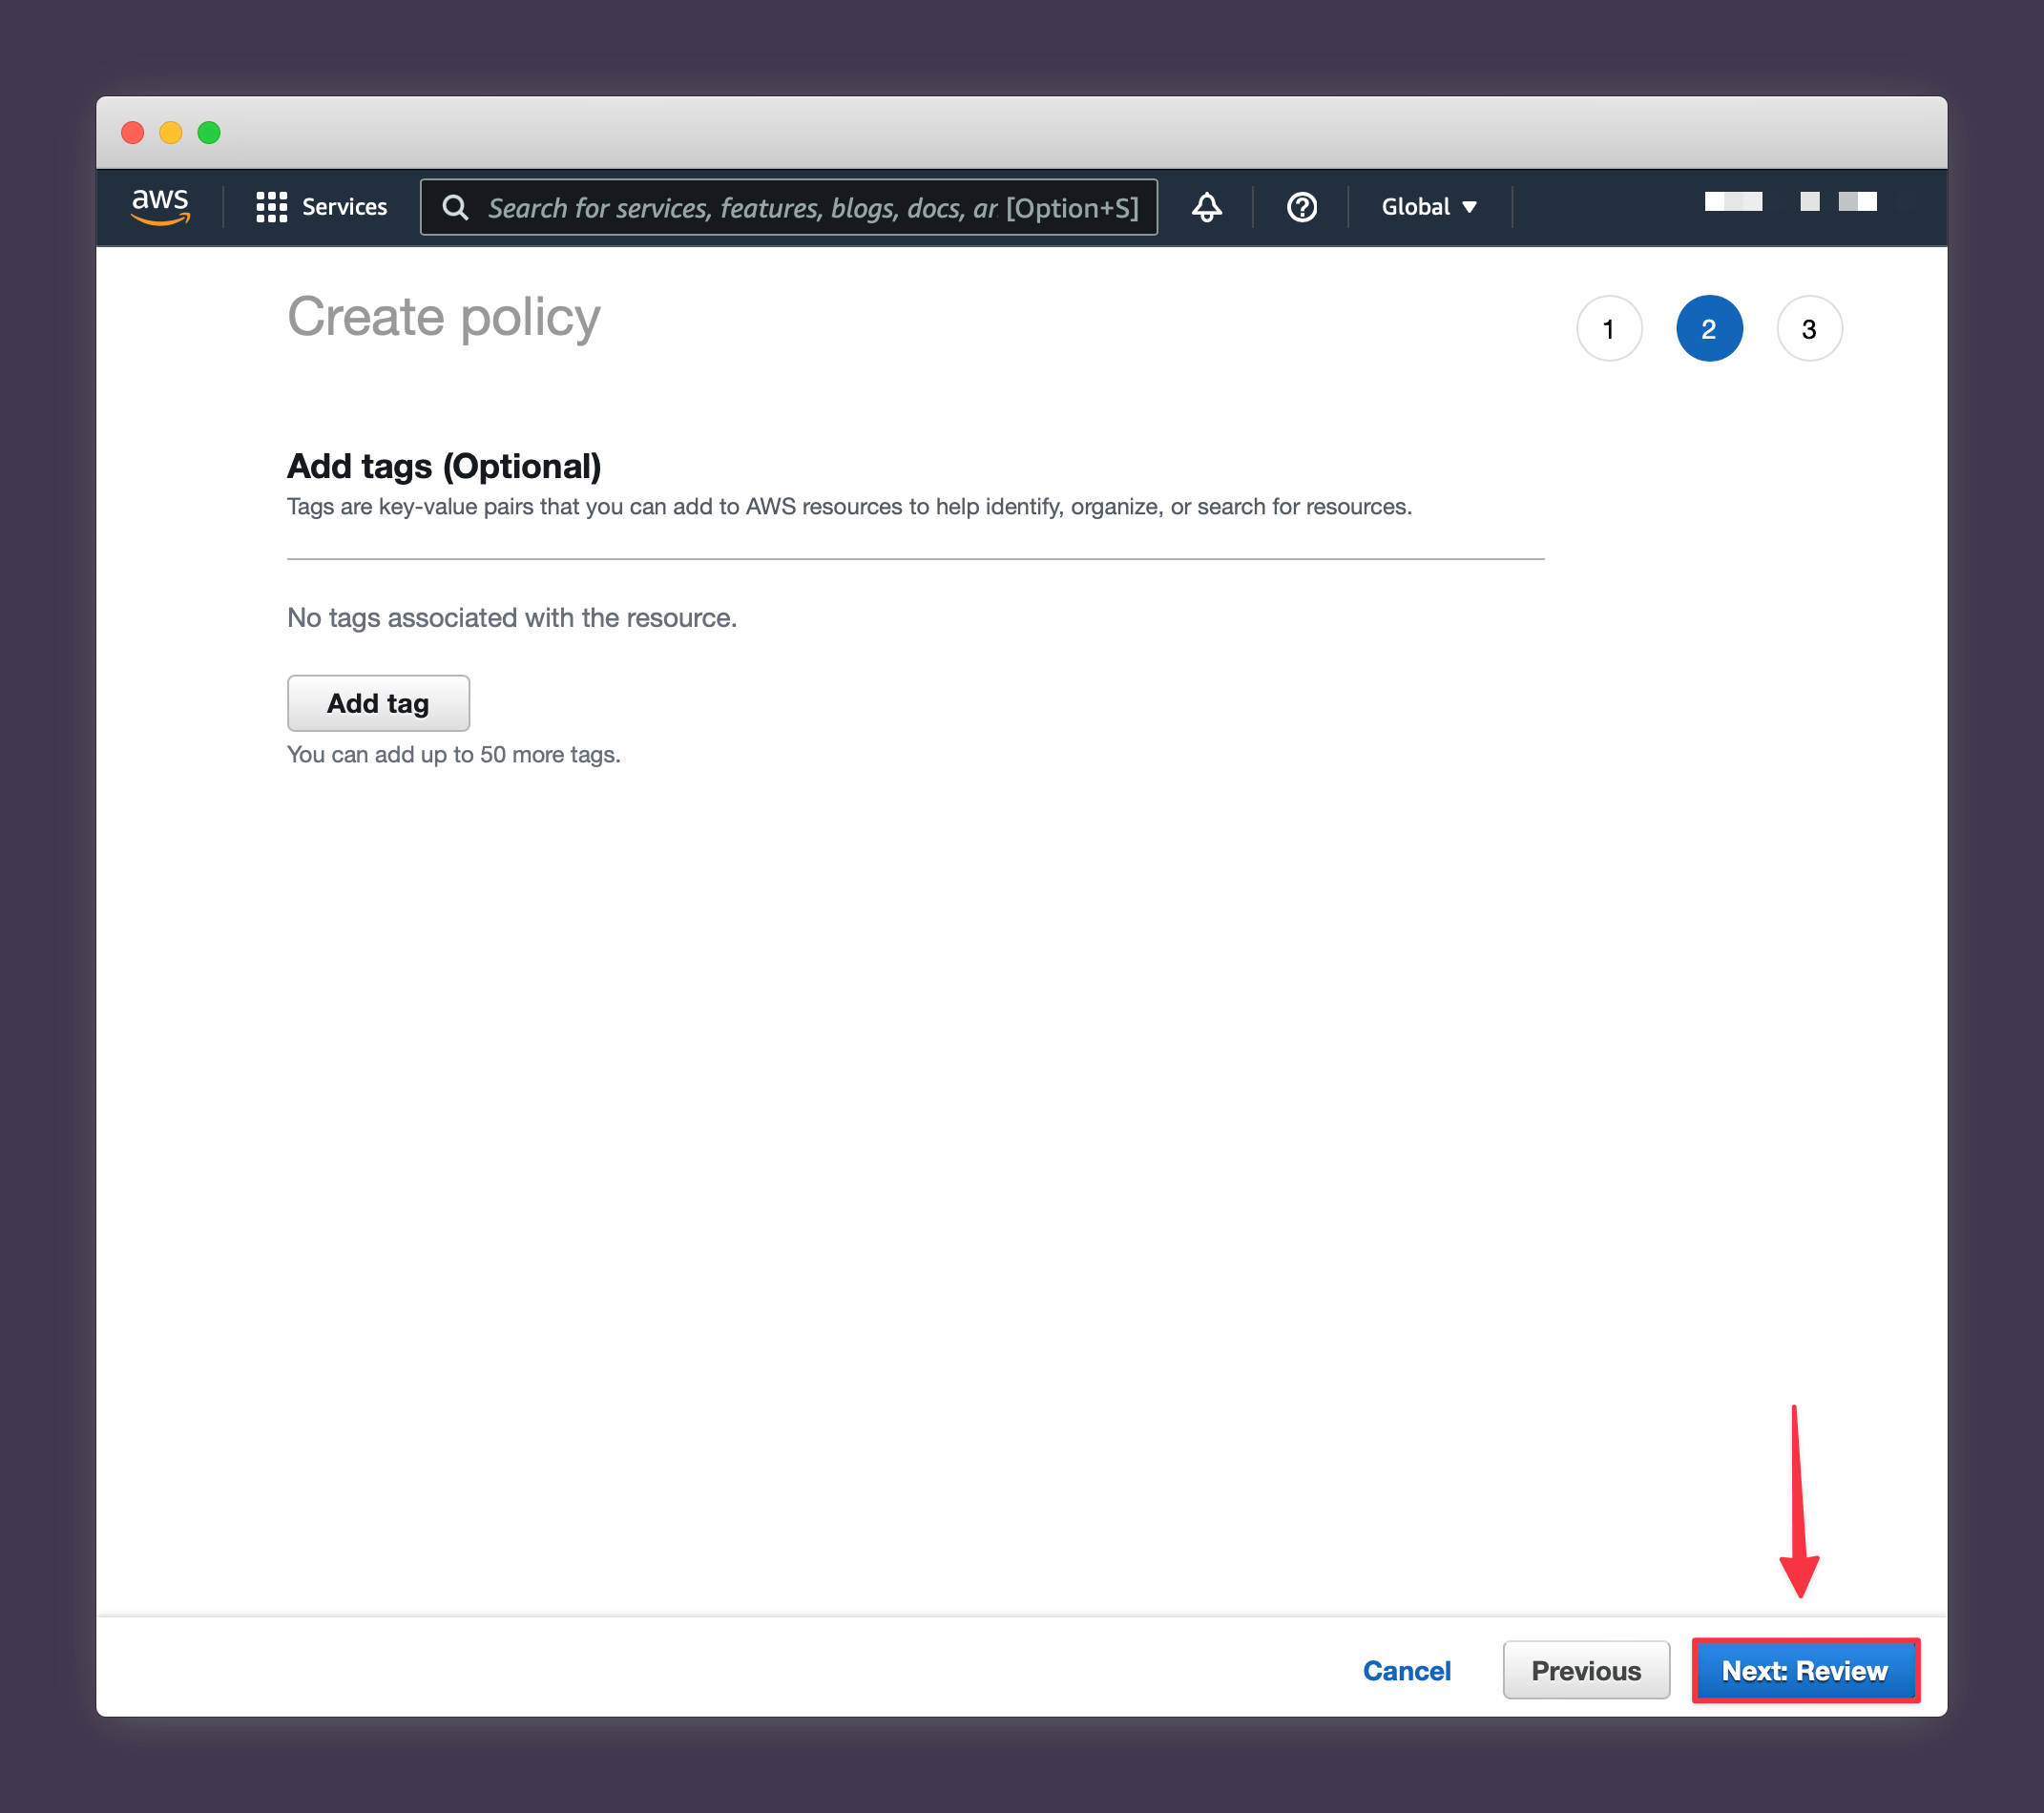 aws
Services
Search for services, features, blogs, docs, ar [Option+S]
Global
Create policy
1
2
3
Add tags (Optional)
Tags are key-value pairs that you can add to AWS resources to help identify, organize, or search for resources.
No tags associated with the resource.
Add tag
You can add up to 50 more tags.
Cancel
Previous
Next: Review